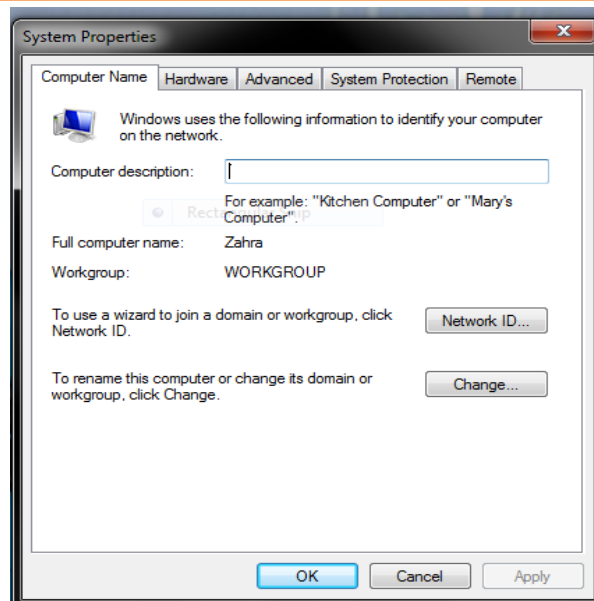 System Properties
Computer Name Hardware Advanced System Protection Remote
Windows uses the following information to identify your computer
on the network.
Computer description:
For example: "Kitchen Computer" or "Mary's
Computer".
Full computer name: Zahra
Workgroup: WORKGROUP
To use a wizard to join a domain or workgroup, click
Network ID.
Network ID...
To rename this computer or change its domain or
workgroup, click Change.
Change...
OK Cancel Apply